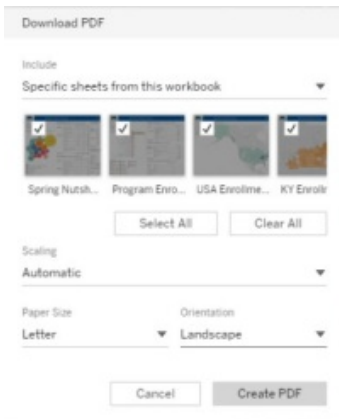 Download PDF
Include
Specific sheets from this workbook
Spring Nutsh... Program Enro... USA Enrollme... KY Enrollr
Select All Clear All
Scaling
Automatic
Paper Size Orientation
Letter Landscape
Cancel Create PDF